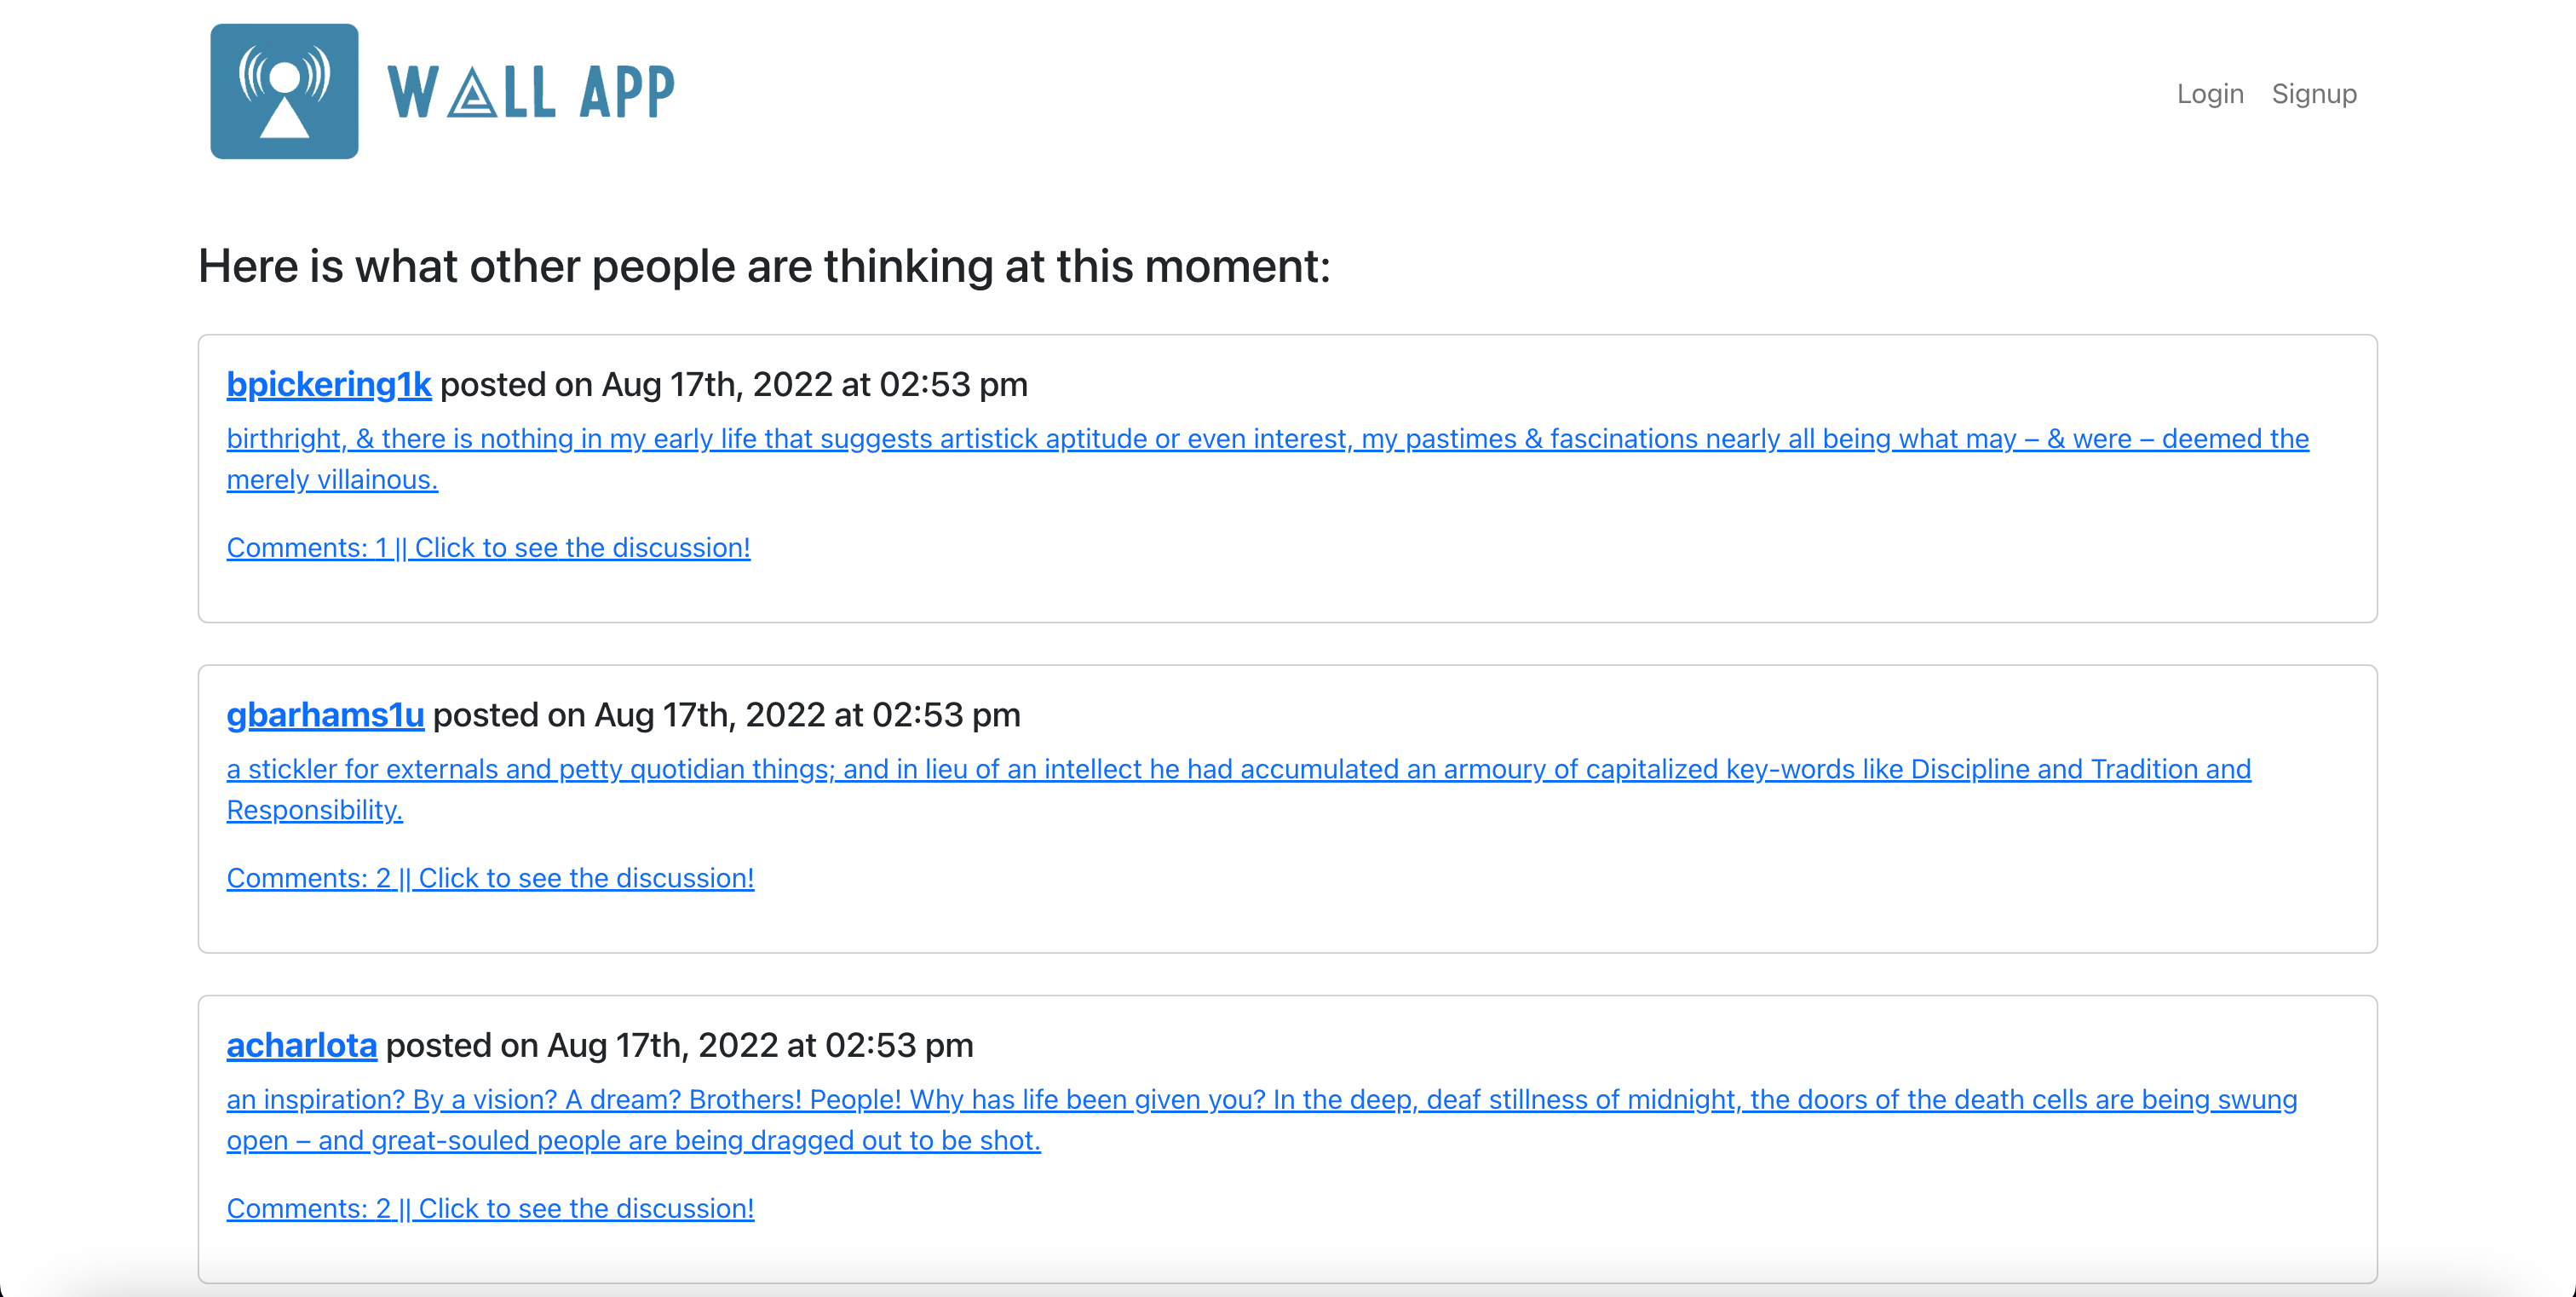 WALL APP
Login Signup
Here is what other people are thinking at this moment:
bpickering1k posted on Aug 17th, 2022 at 02:53 pm
birthright, & there is nothing in my early life that suggests artistick aptitude or even interest, my pastimes & fascinations nearly all being what may – & were – deemed the
merely villainous.
Comments: 1 || Click to see the discussion!
gbarhams1u posted on Aug 17th, 2022 at 02:53 pm
a stickler for externals and petty quotidian things; and in lieu of an intellect he had accumulated an armoury of capitalized key-words like Discipline and Tradition and
Responsibility.
Comments: 2 || Click to see the discussion!
acharlota posted on Aug 17th, 2022 at 02:53 pm
an inspiration? By a vision? A dream? Brothers! People! Why has life been given you? In the deep, deaf stillness of midnight, the doors of the death cells are being swung
open – and great-souled people are being dragged out to be shot.
Comments: 2 || Click to see the discussion!